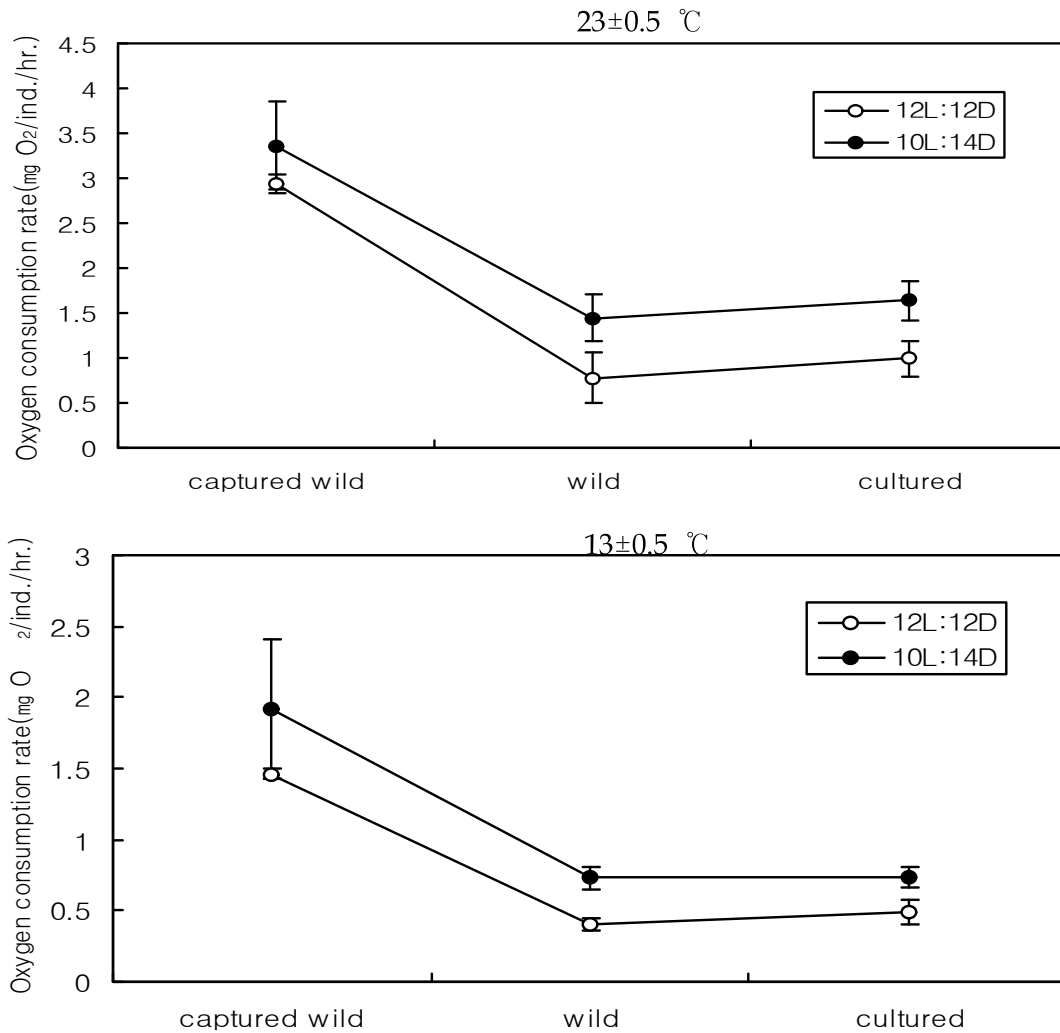 23±0.5 ℃
Oxygen consumption rate(mg O2/ind./hr.)
4.5
4
3.5
3
2.5
2
1.5
1
0.5
0
12L:12D
10L:14D
captured wild
wild
cultured
13±0.5 ℃
Oxygen consumption rate(mg O 2/ind./hr.)
3
2.5
2
1.5
1
0.5
0
12L:12D
10L:14D
captured wild
wild
cultured